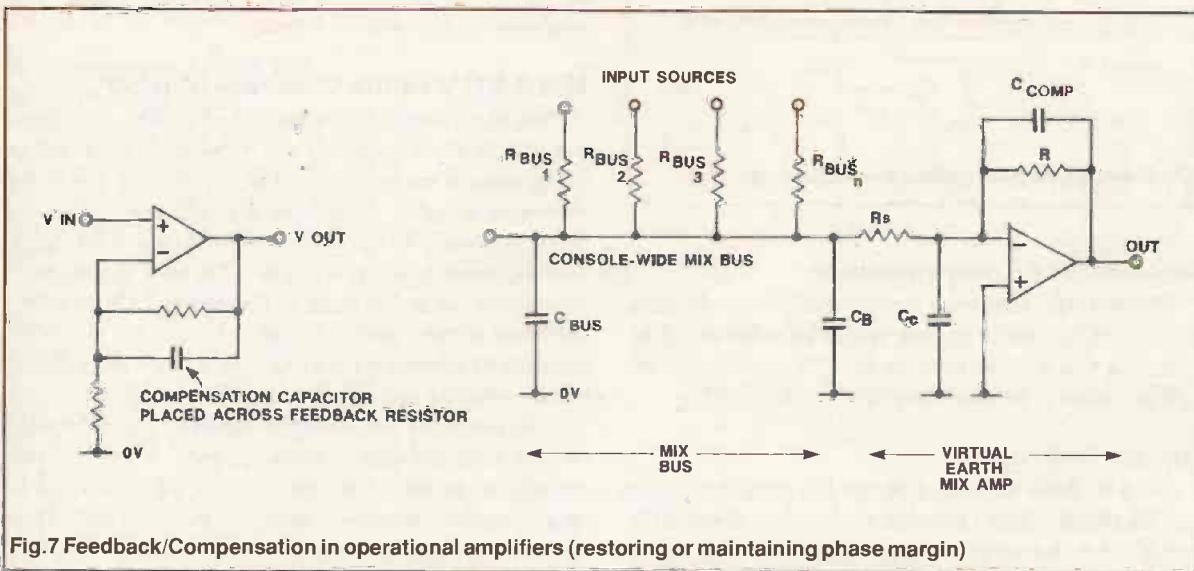 INPUT SOURCES
C COMP
R BUS 1
R BUS 2
R BUS 3
R BUS n
R
V IN
+
−
V OUT
Rs
−
+
OUT
CONSOLE-WIDE MIX BUS
C BUS
CB
Cc
COMPENSATION CAPACITOR
PLACED ACROSS FEEDBACK RESISTOR
0V
0V
MIX
BUS
VIRTUAL
EARTH
MIX AMP
Fig.7 Feedback/Compensation in operational amplifiers (restoring or maintaining phase margin)